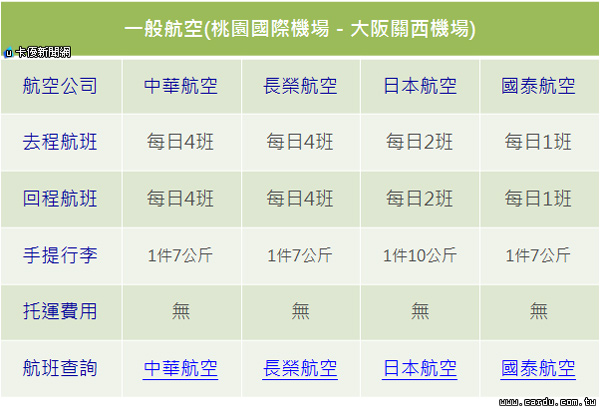 一般航空(桃園國際機場 - 大阪關西機場)
卡優新聞網
航空公司 中華航空 長榮航空 日本航空 國泰航空
去程航班 每日4班 每日4班 每日2班 每日1班
回程航班 每日4班 每日4班 每日2班 每日1班
手提行李 1件7公斤 1件7公斤 1件10公斤 1件7公斤
托運費用 無 無 無 無
航班查詢 中華航空 長榮航空 日本航空 國泰航空
www.cardu.com.tw